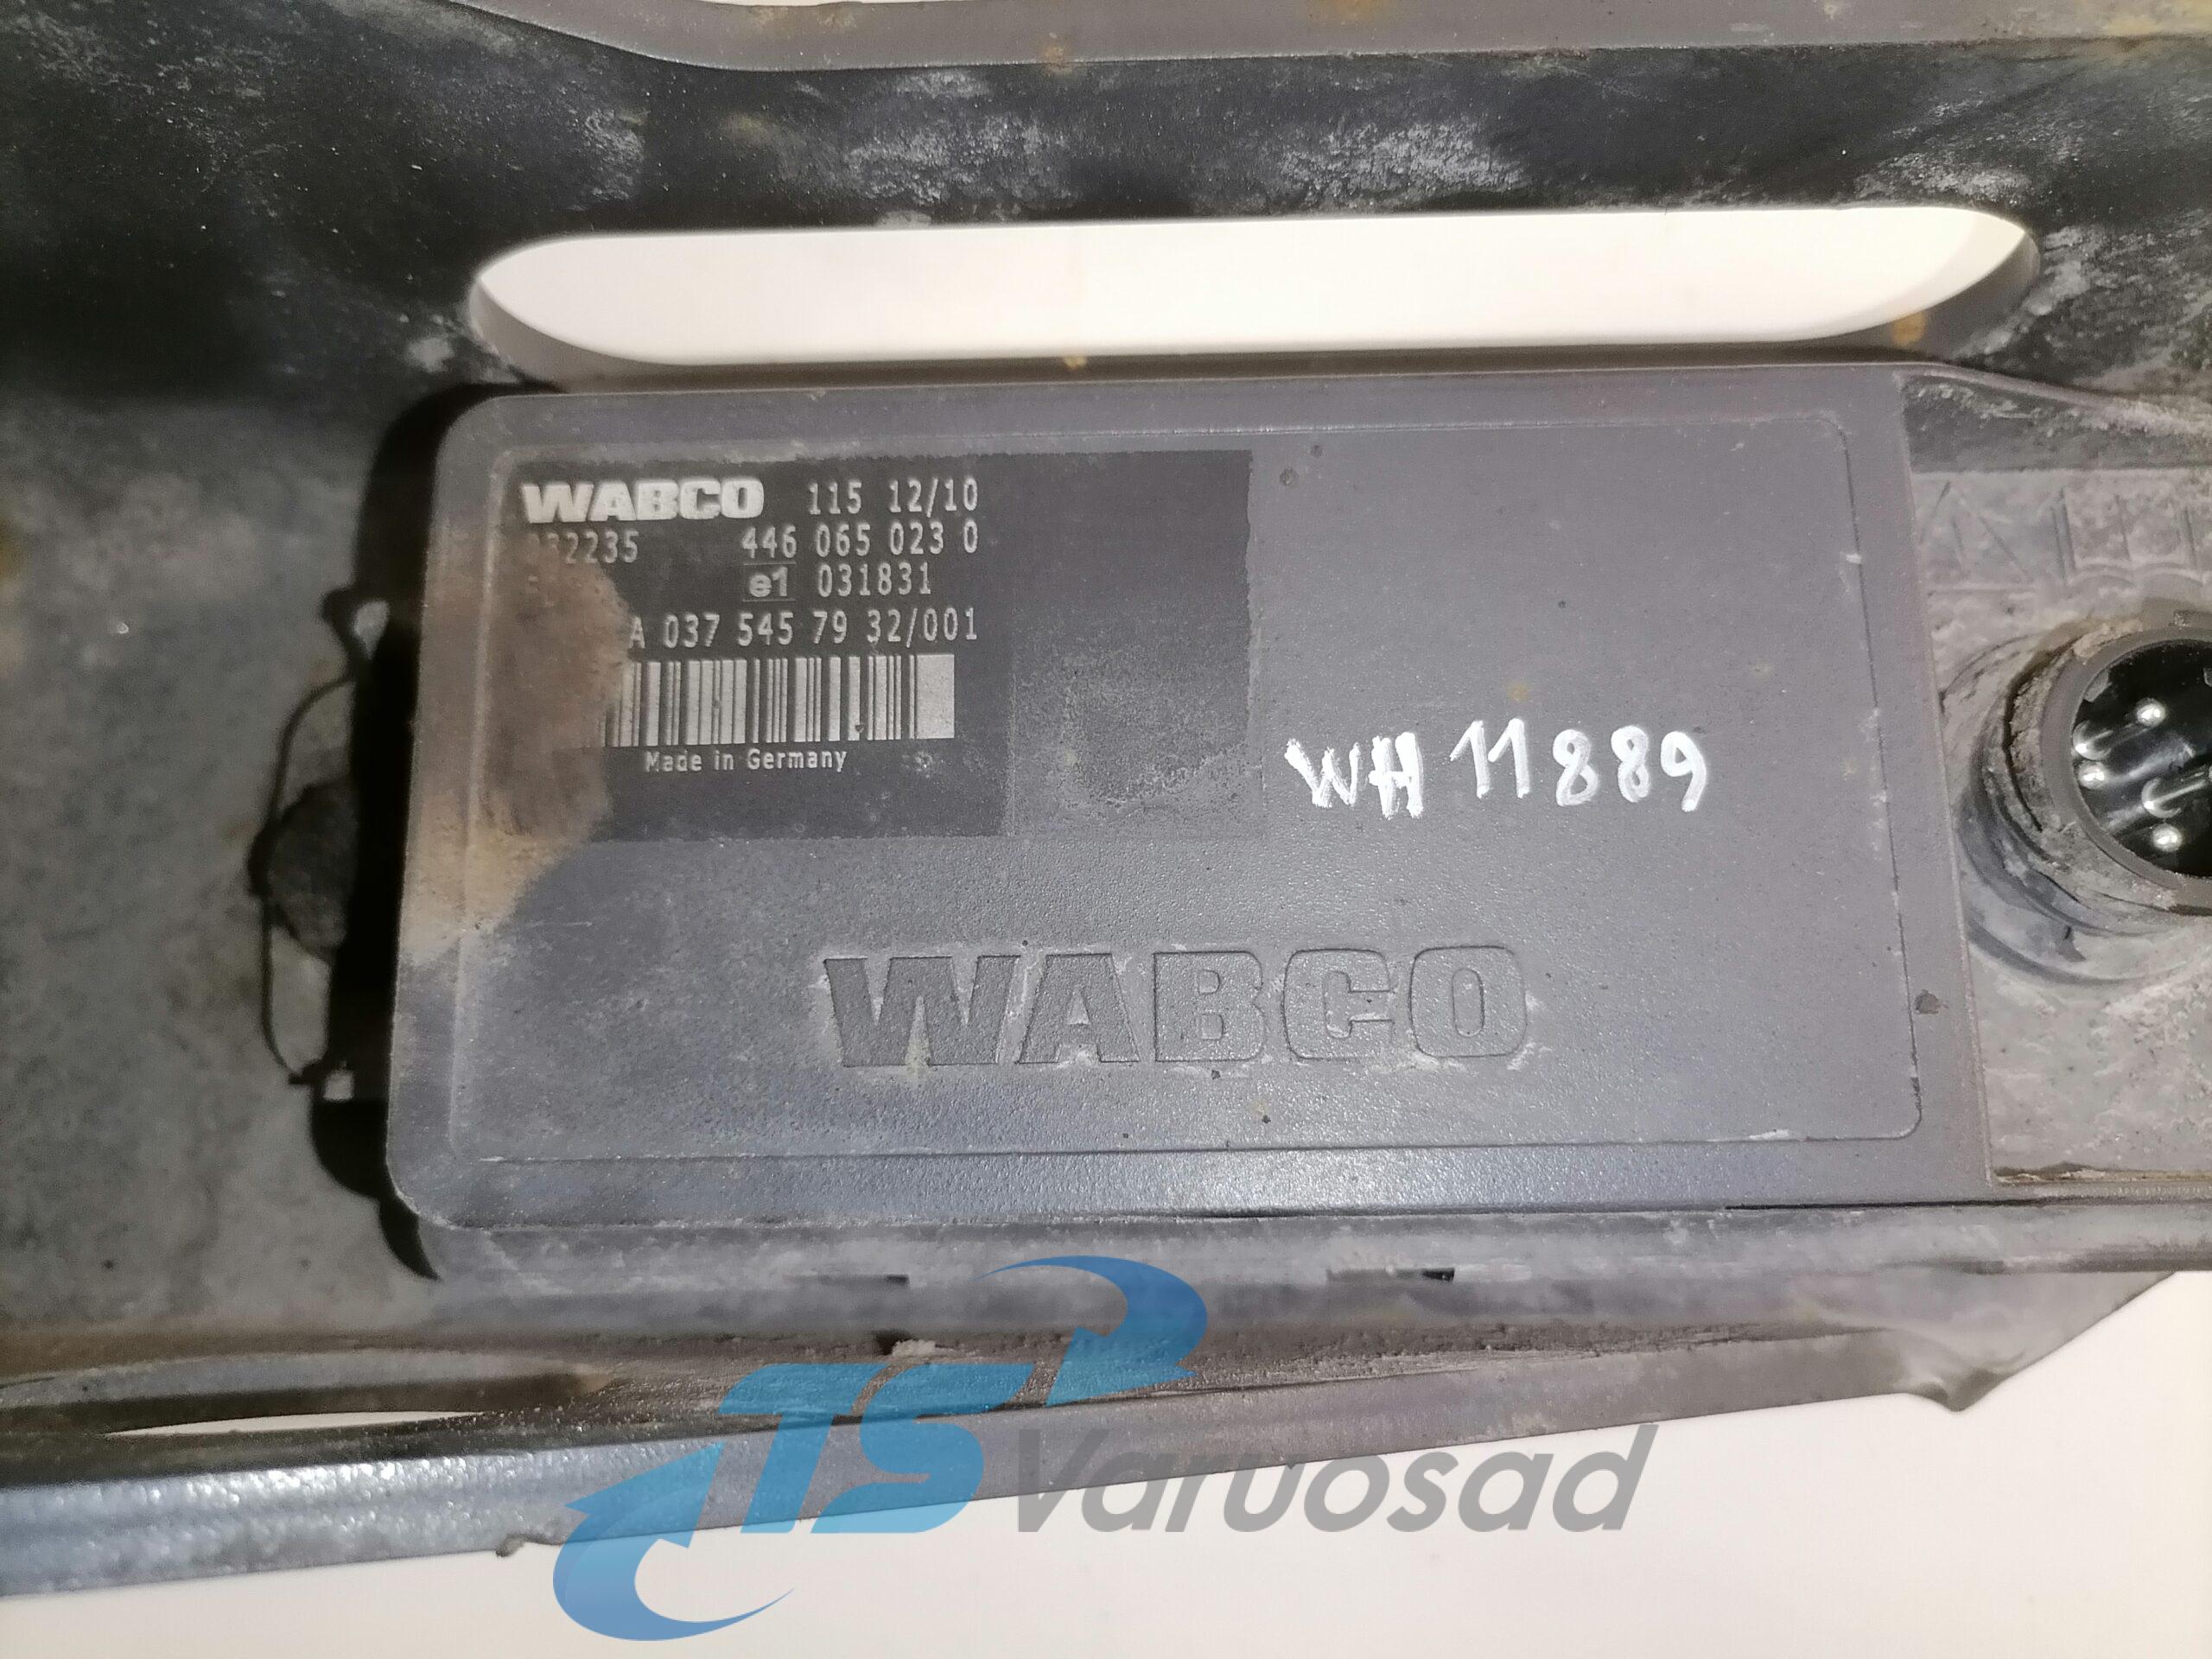 WABCO 115 12/10
446 065 023 0
e1 031831
A 037 545 79 32/001
Made in Germany
WH 11889
WABCO
TS Varuosad